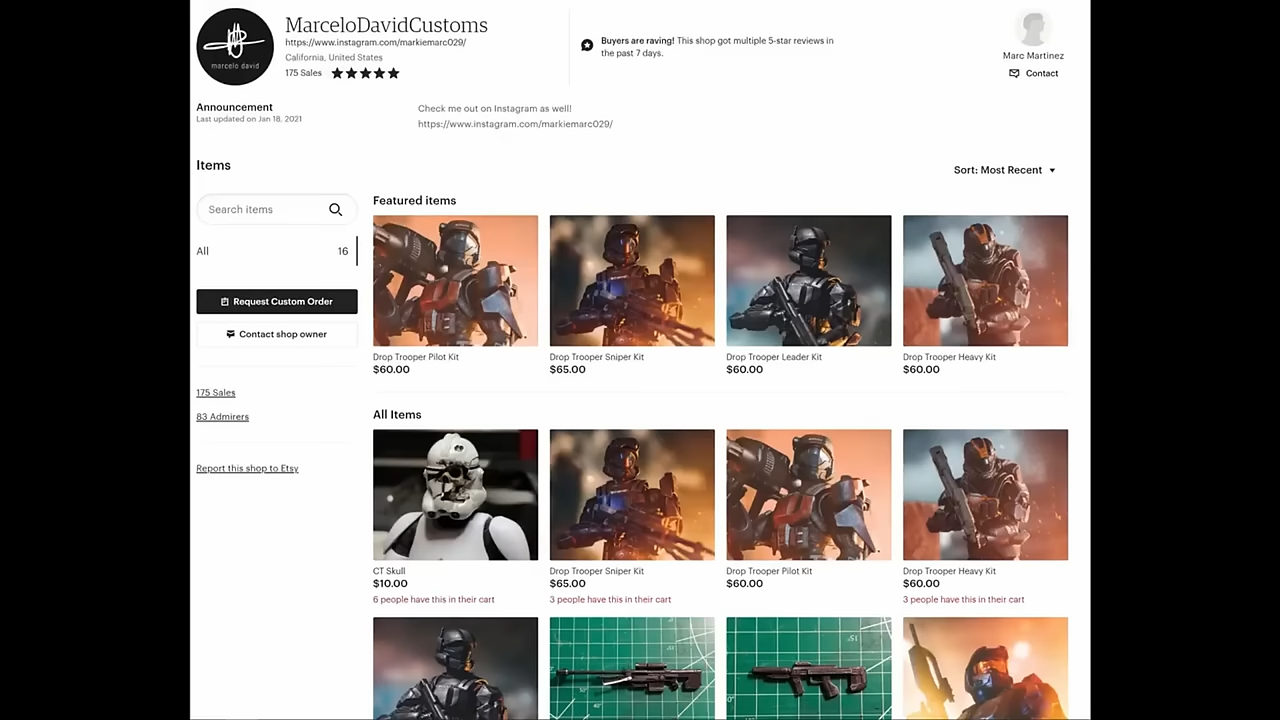 MarceloDavidCustoms
https://www.instagram.com/markiemarc029/
California, United States
175 Sales
marcelo david
Buyers are raving! This shop got multiple 5-star reviews in
the past 7 days.
Marc Martinez
Contact
Announcement
Last updated on Jan 18, 2021
Check me out on Instagram as well!
https://www.instagram.com/markiemarc029/
Items
Sort: Most Recent
Search items
All 16
Request Custom Order
Contact shop owner
175 Sales
83 Admirers
Report this shop to Etsy
Featured items
Drop Trooper Pilot Kit
$60.00
Drop Trooper Sniper Kit
$65.00
Drop Trooper Leader Kit
$60.00
Drop Trooper Heavy Kit
$60.00
All Items
CT Skull
$10.00
6 people have this in their cart
Drop Trooper Sniper Kit
$65.00
3 people have this in their cart
Drop Trooper Pilot Kit
$60.00
Drop Trooper Heavy Kit
$60.00
3 people have this in their cart